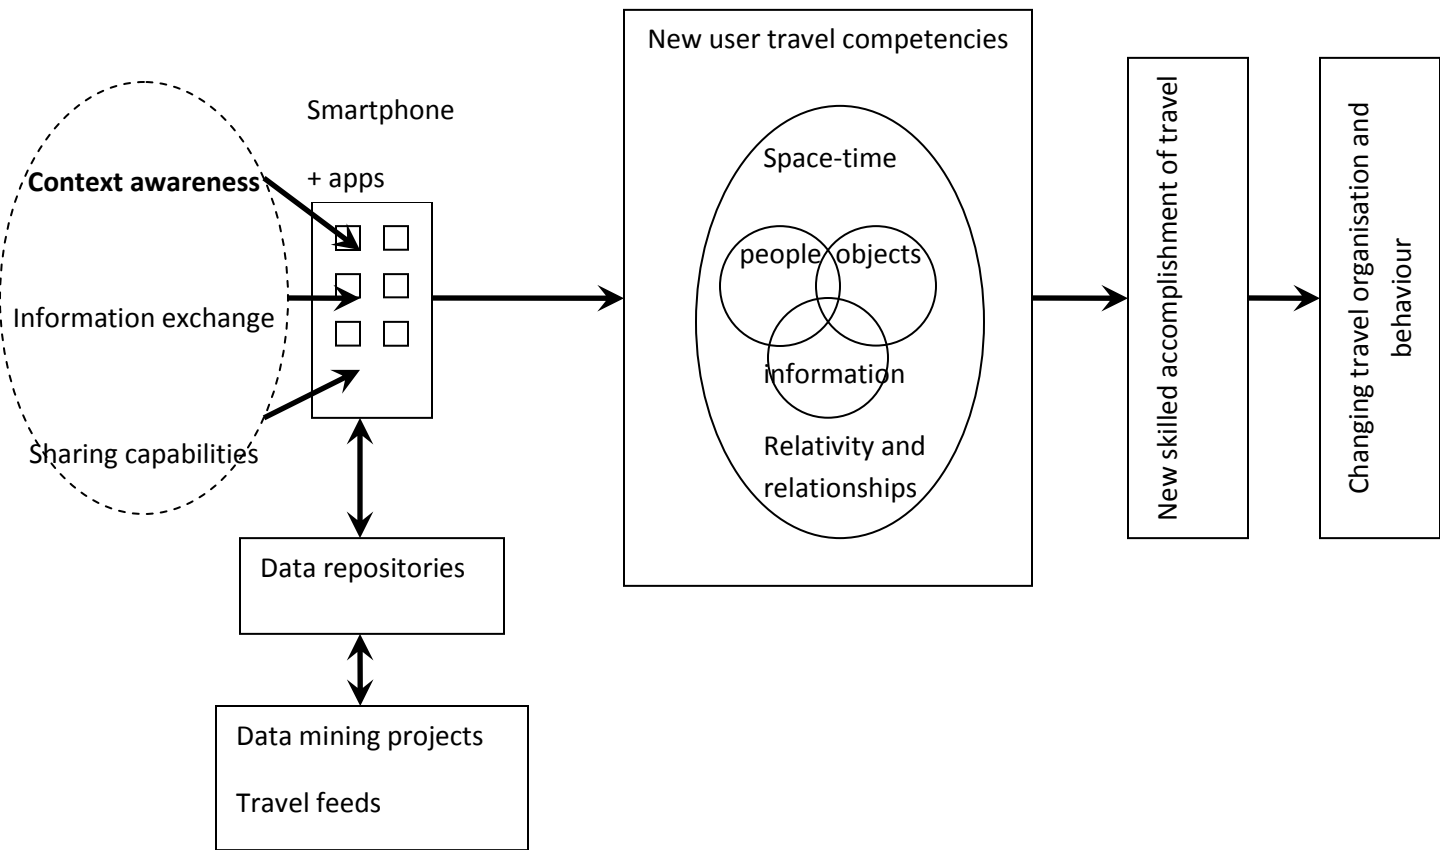 New user travel competencies
Smartphone
+ apps
Context awareness
Information exchange
Sharing capabilities
Space-time
people
objects
information
Relativity and
relationships
New skilled accomplishment of travel
Changing travel organisation and
behaviour
Data repositories
Data mining projects
Travel feeds